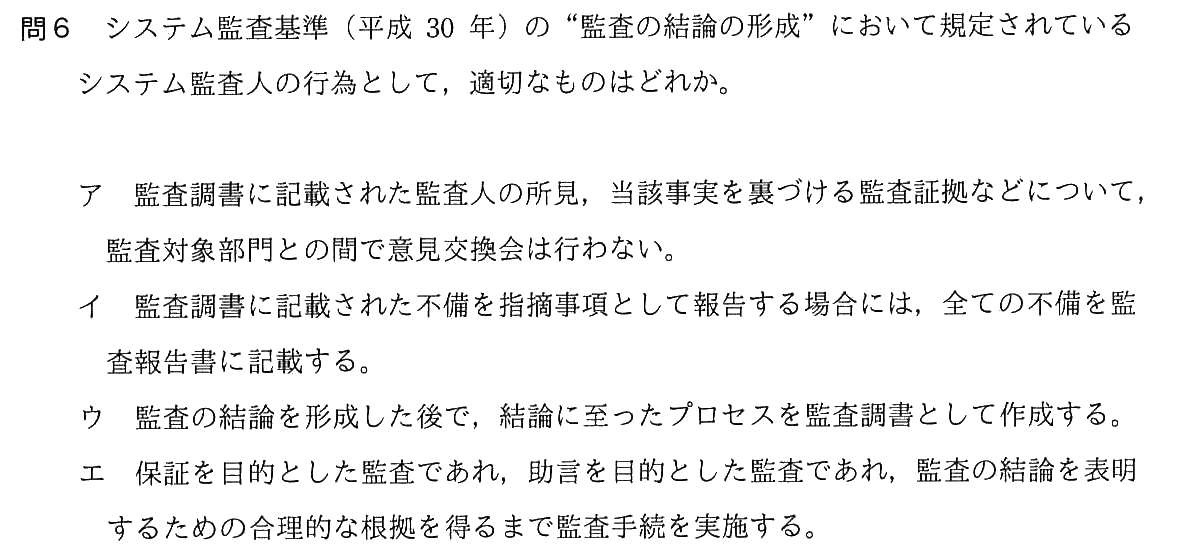 問6　システム監査基準（平成 30 年）の“監査の結論の形成”において規定されている
システム監査人の行為として，適切なものはどれか。
ア　監査調書に記載された監査人の所見，当該事実を裏づける監査証拠などについて，
監査対象部門との間で意見交換会は行わない。
イ　監査調書に記載された不備を指摘事項として報告する場合には，全ての不備を監
査報告書に記載する。
ウ　監査の結論を形成した後で，結論に至ったプロセスを監査調書として作成する。
エ　保証を目的とした監査であれ，助言を目的とした監査であれ，監査の結論を表明
するための合理的な根拠を得るまで監査手続を実施する。